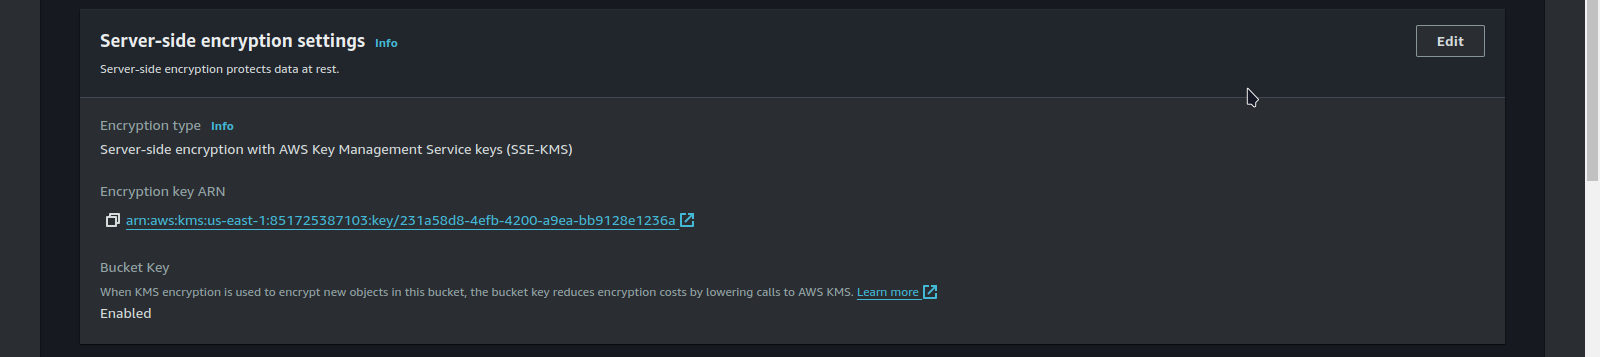 Server-side encryption settings Info
Edit
Server-side encryption protects data at rest.
Encryption type Info
Server-side encryption with AWS Key Management Service keys (SSE-KMS)
Encryption key ARN
arn:aws:kms:us-east-1:851725387103:key/231a58d8-4efb-4200-a9ea-bb9128e1236a
Bucket Key
When KMS encryption is used to encrypt new objects in this bucket, the bucket key reduces encryption costs by lowering calls to AWS KMS. Learn more
Enabled